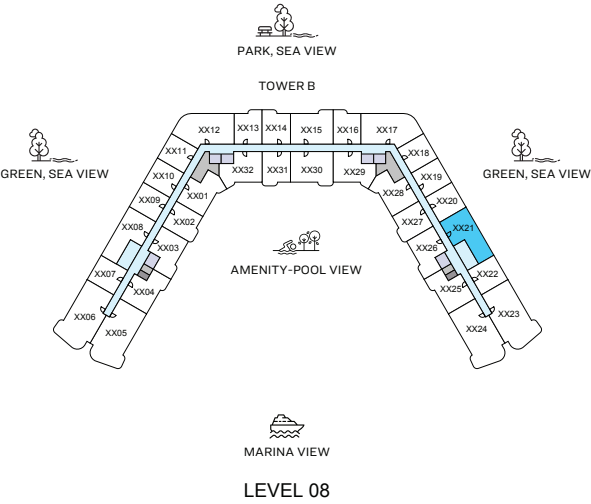 PARK, SEA VIEW
TOWER B
XX12
XX13
XX14
XX15
XX16
XX17
XX11
XX32
XX31
XX30
XX29
XX18
GREEN, SEA VIEW
GREEN, SEA VIEW
XX10
XX01
XX28
XX19
XX09
XX02
XX27
XX20
XX08
XX03
XX26
XX21
AMENITY-POOL VIEW
XX07
XX04
XX25
XX22
XX06
XX05
XX24
XX23
MARINA VIEW
LEVEL 08